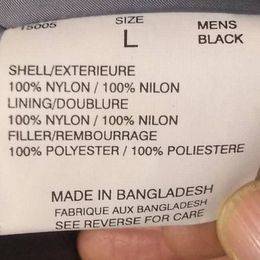 15005 SIZE MENS
L BLACK
SHELL/EXTERIEURE
100% NYLON / 100% NILON
LINING/DOUBLURE
100% NYLON / 100% NILON
FILLER/REMBOURRAGE
100% POLYESTER / 100% POLIESTERE
MADE IN BANGLADESH
FABRIQUE AUX BANGLADESH
SEE REVERSE FOR CARE